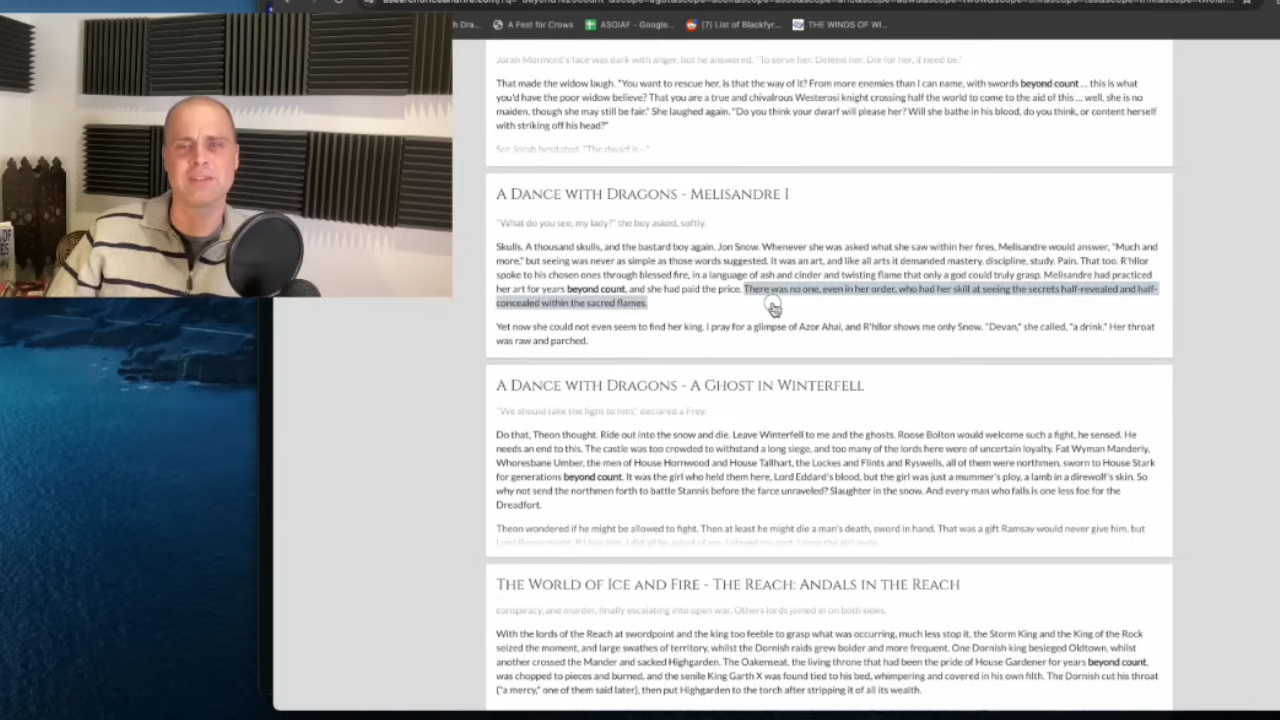 A Fest for Crows
ASOIAF - Google...
(7) List of Blackfyr...
THE WINDS OF WI...
Jorah Mormont's face was dark with anger, but he answered. "To serve her. Defend her. Die for her, if need be."
That made the widow laugh. "You want to rescue her, is that the way of it? From more enemies than I can name, with swords beyond count ... this is what
you'd have the poor widow believe? That you are a true and chivalrous Westerosi knight crossing half the world to come to the aid of this ... well, she is no
maiden, though she may still be fair." She laughed again. "Do you think your dwarf will please her? Will she bathe in his blood, do you think, or content herself
with striking off his head?"
Ser Jorah hesitated. "The dwarf is—"
A Dance with Dragons - Melisandre I
"What do you see, my lady?" the boy asked, softly.
Skulls. A thousand skulls, and the bastard boy again. Jon Snow. Whenever she was asked what she saw within her fires, Melisandre would answer, "Much and
more," but seeing was never as simple as those words suggested. It was an art, and like all arts it demanded mastery, discipline, study. Pain. That too. R'hllor
spoke to his chosen ones through blessed fire, in a language of ash and cinder and twisting flame that only a god could truly grasp. Melisandre had practiced
her art for years beyond count, and she had paid the price. There was no one, even in her order, who had her skill at seeing the secrets half-revealed and half-
concealed within the sacred flames.
Yet now she could not even seem to find her king. I pray for a glimpse of Azor Ahai, and R'hllor shows me only Snow. "Devan," she called, "a drink." Her throat
was raw and parched.
A Dance with Dragons - A Ghost in Winterfell
"We should take the fight to him," declared a Frey.
Do that, Theon thought. Ride out into the snow and die. Leave Winterfell to me and the ghosts. Roose Bolton would welcome such a fight, he sensed. He
needs an end to this. The castle was too crowded to withstand a long siege, and too many of the lords here were of uncertain loyalty. Fat Wyman Manderly,
Whoresbane Umber, the men of House Hornwood and House Tallhart, the Lockes and Flints and Ryswells, all of them were northmen, sworn to House Stark
for generations beyond count. It was the girl who held them here, Lord Eddard's blood, but the girl was just a mummer's ploy, a lamb in a direwolf's skin. So
why not send the northmen forth to battle Stannis before the farce unraveled? Slaughter in the snow. And every man who falls is one less foe for the
Dreadfort.
Theon wondered if he might be allowed to fight. Then at least he might die a man's death, sword in hand. That was a gift Ramsay would never give him, but
The World of Ice and Fire - The Reach: Andals in the Reach
conspiracy, and murder, finally escalating into open war. Others lords joined in on both sides.
With the lords of the Reach at swordpoint and the king too feeble to grasp what was occurring, much less stop it, the Storm King and the King of the Rock
seized the moment, and large swathes of territory, whilst the Dornish raids grew bolder and more frequent. One Dornish king besieged Oldtown, whilst
another crossed the Mander and sacked Highgarden. The Oakenseat, the living throne that had been the pride of House Gardener for years beyond count,
was chopped to pieces and burned, and the senile King Garth X was found tied to his bed, whimpering and covered in his own filth. The Dornish cut his throat
("a mercy," one of them said later), then put Highgarden to the torch after stripping it of all its wealth.